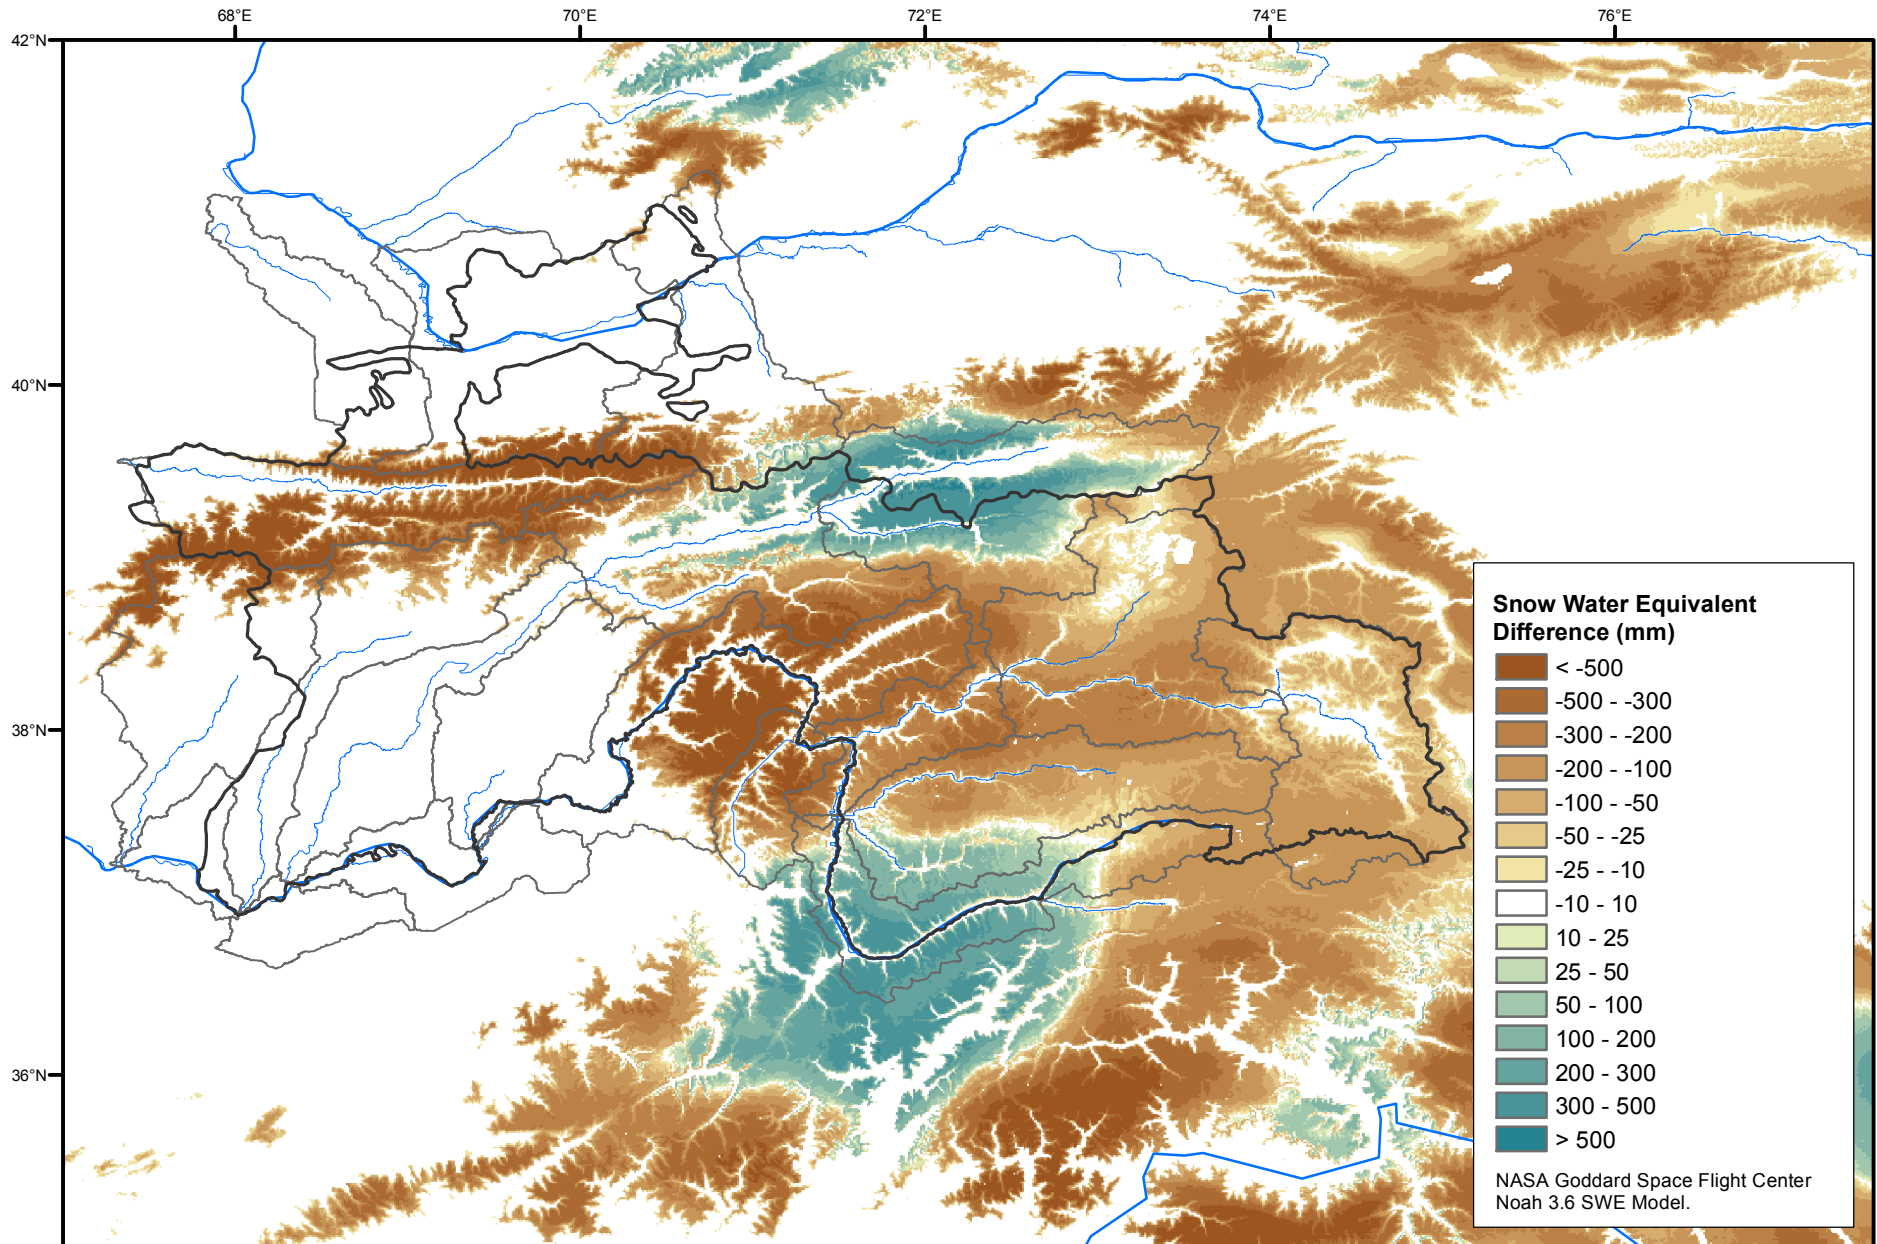 68°E
70°E
72°E
74°E
76°E
42°N
40°N
38°N
36°N
Snow Water Equivalent
Difference (mm)
< -500
-500 - -300
-300 - -200
-200 - -100
-100 - -50
-50 - -25
-25 - -10
-10 - 10
10 - 25
25 - 50
50 - 100
100 - 200
200 - 300
300 - 500
> 500
NASA Goddard Space Flight Center
Noah 3.6 SWE Model.